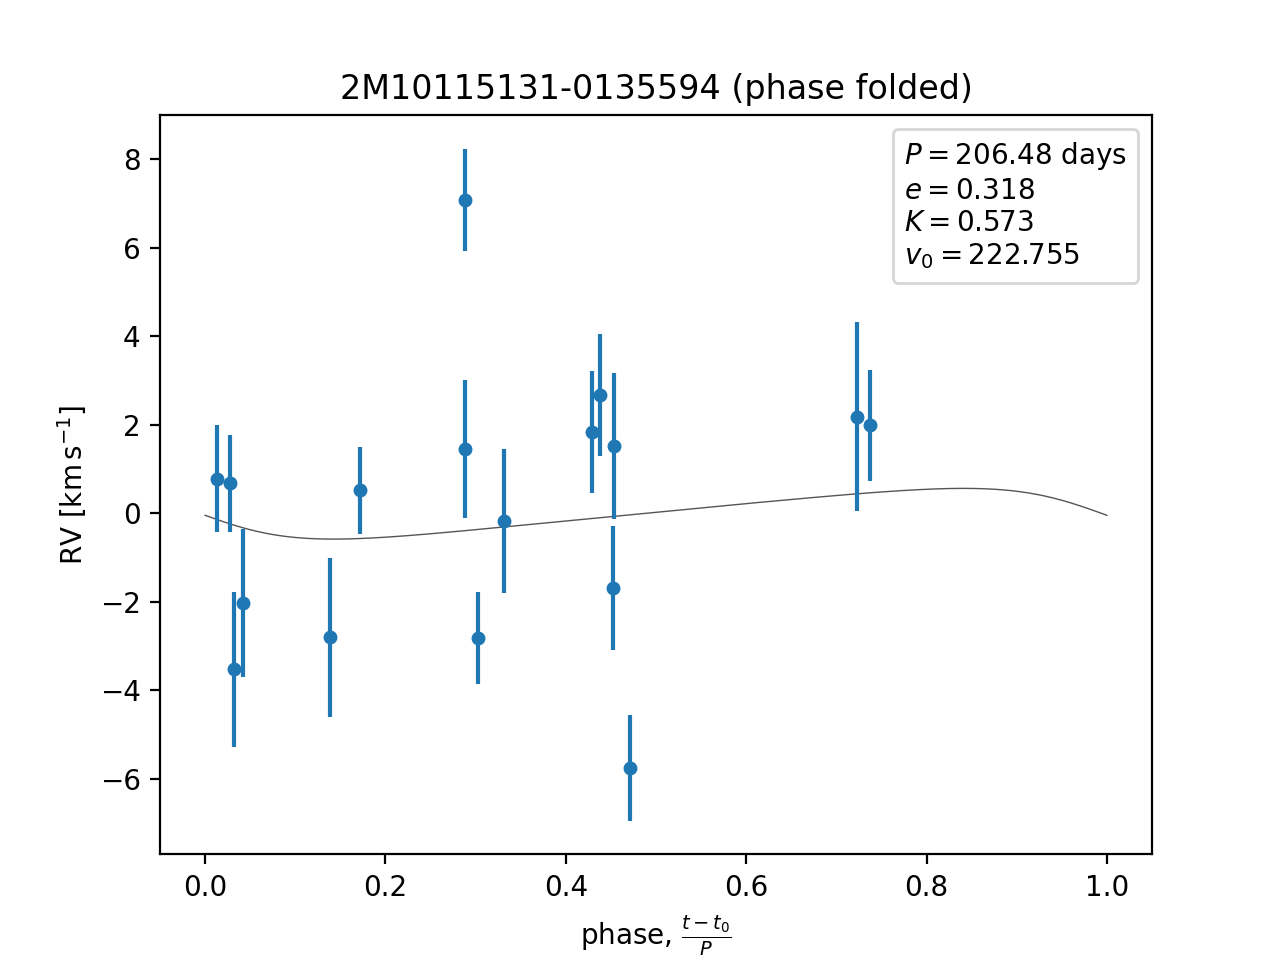 2M10115131-0135594 (phase folded)
P = 206.48 days
e = 0.318
K = 0.573
v₀ = 222.755
8
6
4
2
0
−2
−4
−6
RV [km s⁻¹]
0.0 0.2 0.4 0.6 0.8 1.0
phase, (t − t₀)/P